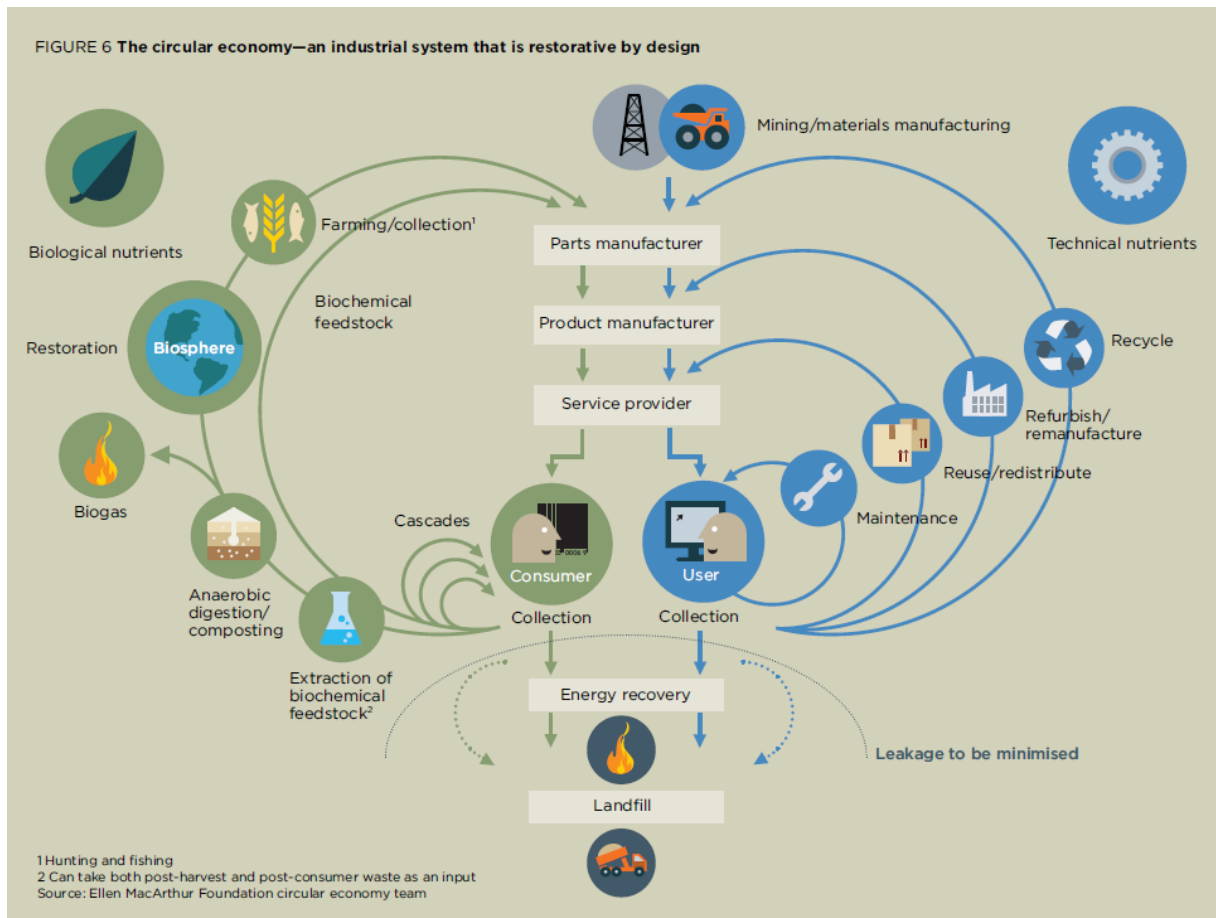 FIGURE 6 The circular economy—an industrial system that is restorative by design
Mining/materials manufacturing
Biological nutrients
Farming/collection¹
Parts manufacturer
Technical nutrients
Biochemical
feedstock
Product manufacturer
Restoration
Biosphere
Recycle
Service provider
Refurbish/
remanufacture
Reuse/redistribute
Biogas
Cascades
Maintenance
Consumer
User
Anaerobic
digestion/
composting
Collection
Collection
Extraction of
biochemical
feedstock²
Energy recovery
Leakage to be minimised
Landfill
1 Hunting and fishing
2 Can take both post-harvest and post-consumer waste as an input
Source: Ellen MacArthur Foundation circular economy team